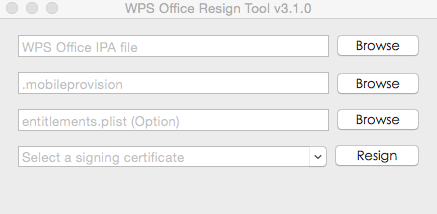 WPS Office Resign Tool v3.1.0
WPS Office IPA file Browse
.mobileprovision Browse
entitlements.plist (Option) Browse
Select a signing certificate Resign